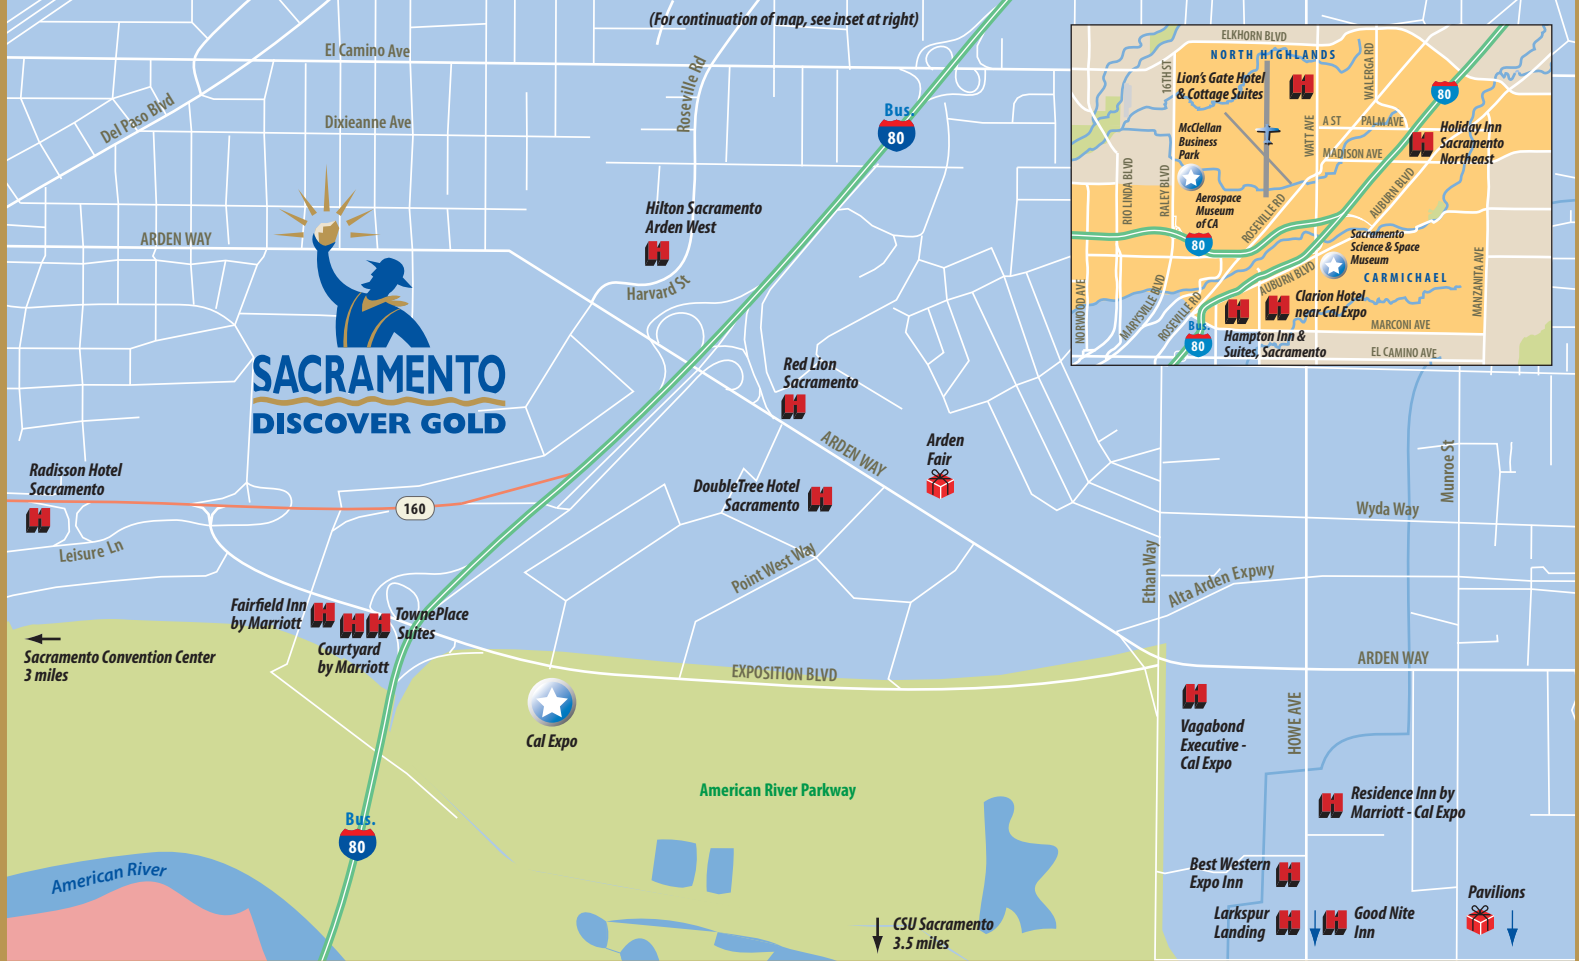 (For continuation of map, see inset at right)
El Camino Ave
Del Paso Blvd
Dixieanne Ave
Roseville Rd
Bus.
80
ARDEN WAY
Hilton Sacramento
Arden West
Harvard St
SACRAMENTO
DISCOVER GOLD
Red Lion
Sacramento
ARDEN WAY
Arden
Fair
Radisson Hotel
Sacramento
160
DoubleTree Hotel
Sacramento
Leisure Ln
Point West Way
Fairfield Inn
by Marriott
TownePlace
Suites
Courtyard
by Marriott
Sacramento Convention Center
3 miles
EXPOSITION BLVD
Cal Expo
American River Parkway
Bus.
80
American River
CSU Sacramento
3.5 miles
ELKHORN BLVD
NORTH HIGHLANDS
16TH ST
Lion's Gate Hotel
& Cottage Suites
WALERGA RD
80
McClellan
Business
Park
WATT AVE
A ST
PALM AVE
MADISON AVE
Holiday Inn
Sacramento
Northeast
RIO LINDA BLVD
RALEY BLVD
Aerospace
Museum
of CA
ROSEVILLE RD
AUBURN BLVD
80
Sacramento
Science & Space
Museum
CARMICHAEL
MANZANITA AVE
NORWOOD AVE
MARYSVILLE BLVD
ROSEVILLE RD
AUBURN BLVD
Clarion Hotel
near Cal Expo
Bus.
80
Hampton Inn &
Suites, Sacramento
MARCONI AVE
EL CAMINO AVE
Munroe St
Wyda Way
Ethan Way
Alta Arden Expwy
ARDEN WAY
HOWE AVE
Vagabond
Executive -
Cal Expo
Residence Inn by
Marriott - Cal Expo
Best Western
Expo Inn
Larkspur
Landing
Good Nite
Inn
Pavilions